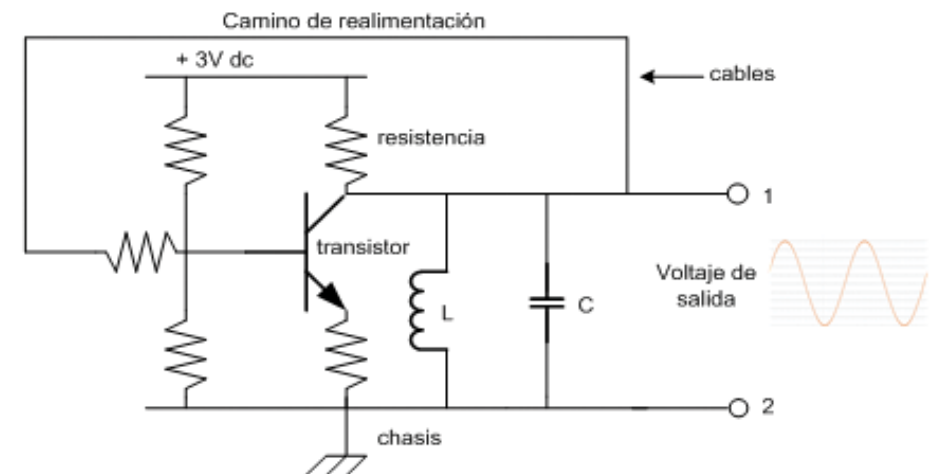 Camino de realimentación
+ 3V dc
cables
resistencia
1
transistor
Voltaje de
salida
L
C
2
chasis